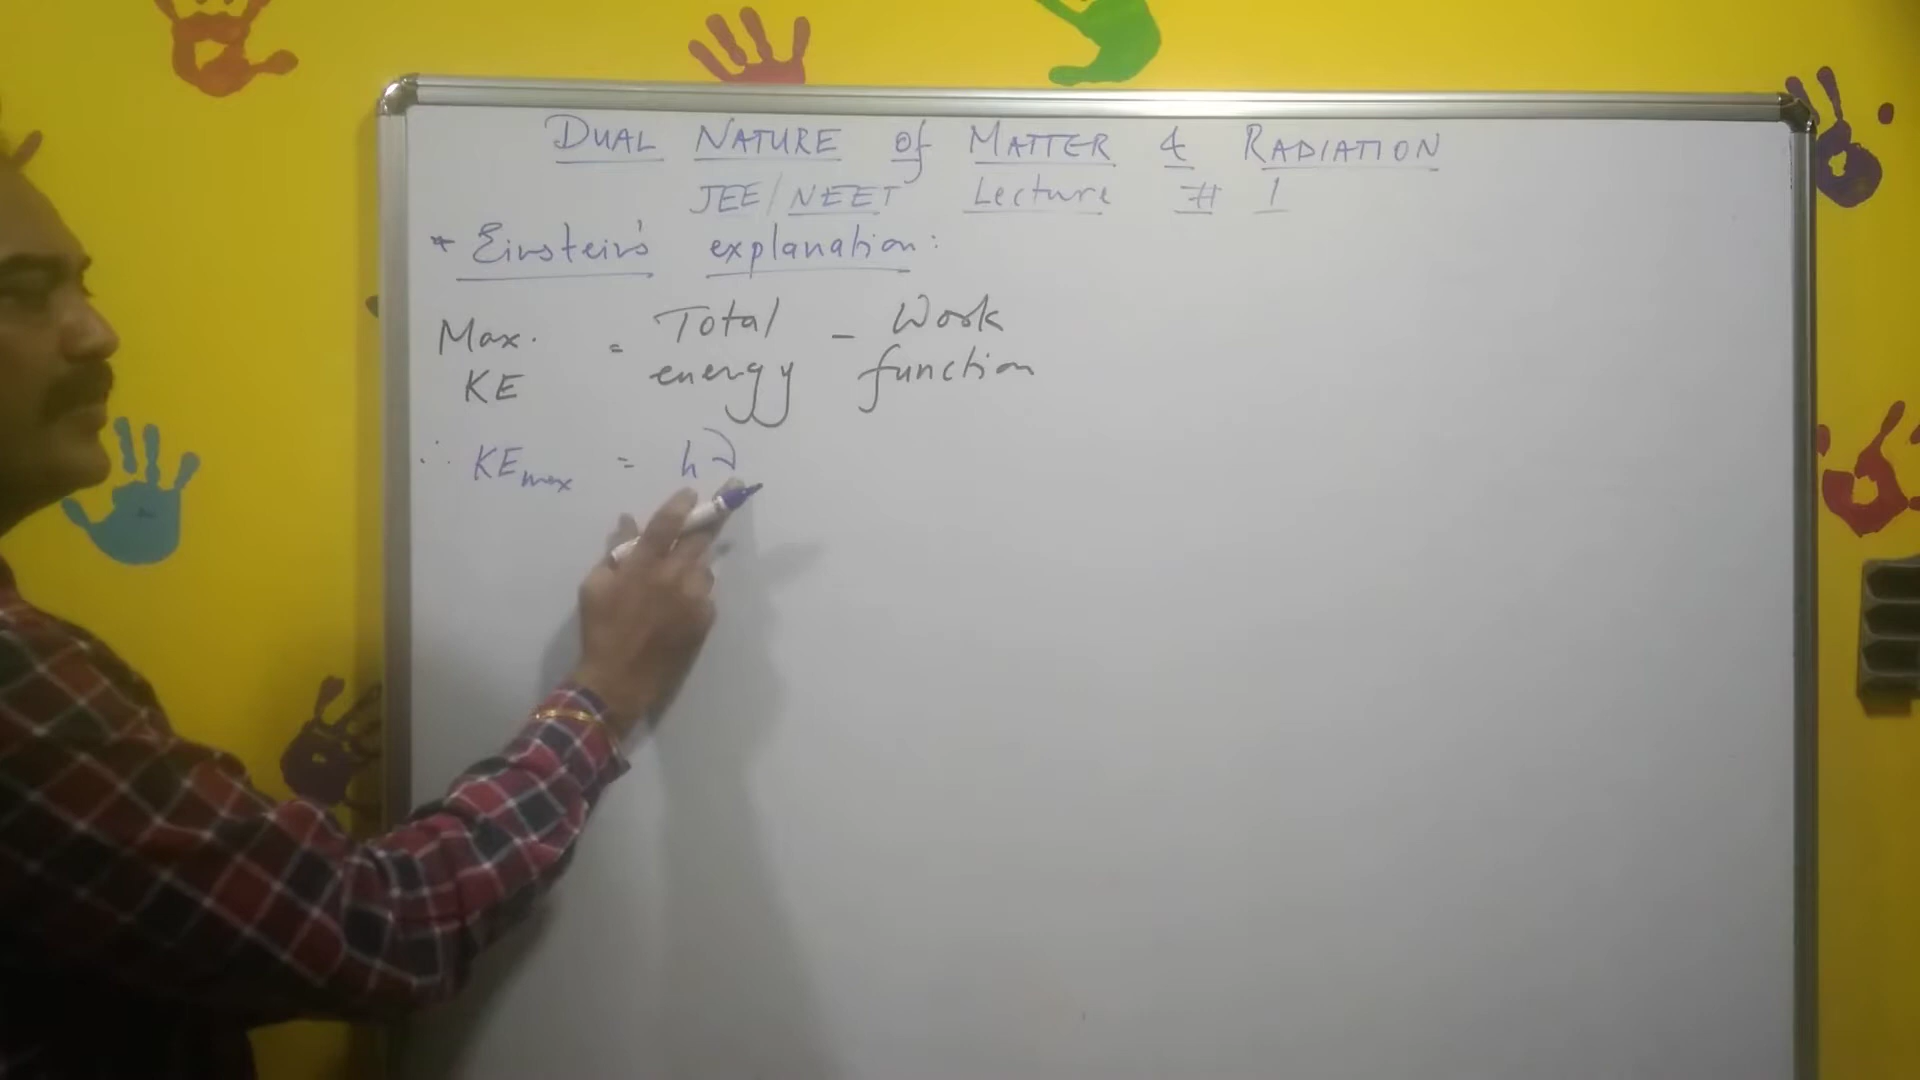 DUAL NATURE Of MATTER & RADIATION
JEE/NEET Lecture # 1
* Einstein's explanation:
Max. KE = Total energy - Work function
∴ KEmax = hν